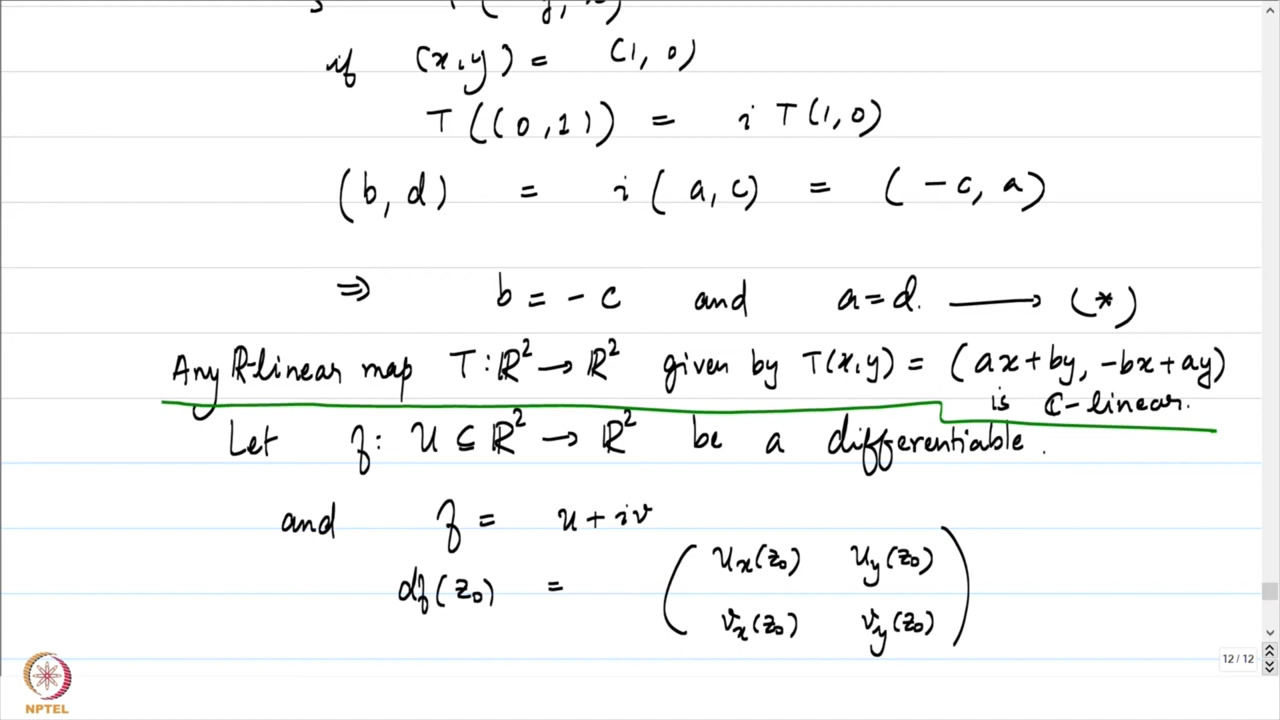 if (x,y) = (1, 0)
T((0,1)) = i T(1,0)
(b, d) = i (a, c) = (-c, a)
⇒ b = -c and a = d. ⟶ (*)
Any ℝ-linear map T: ℝ² → ℝ² given by T(x,y) = (ax+by, -bx+ay)
is ℂ-linear.
Let f: U ⊆ ℝ² → ℝ² be a differentiable.
and f = u + iv
df(z₀) = ( uₓ(z₀) u_y(z₀)
vₓ(z₀) v_y(z₀) )
12 / 12
NPTEL